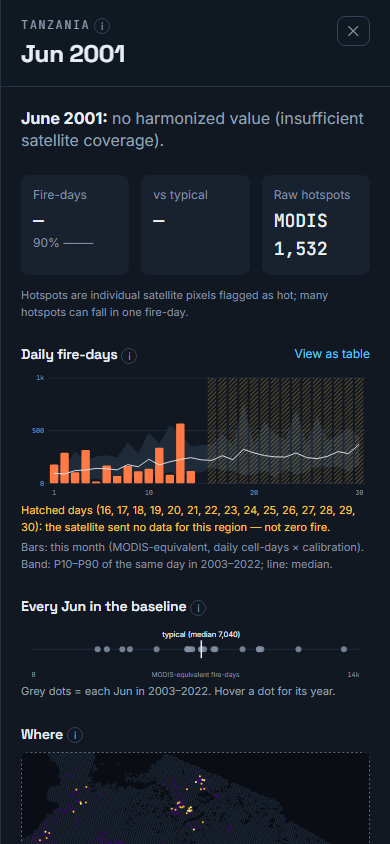 TANZANIA i
Jun 2001
June 2001: no harmonized value (insufficient
satellite coverage).
Fire-days
—
90% ———
vs typical
—
Raw hotspots
MODIS
1,532
Hotspots are individual satellite pixels flagged as hot; many
hotspots can fall in one fire-day.
Daily fire-days i
View as table
1k
500
0
1 10 20 30
Hatched days (16, 17, 18, 19, 20, 21, 22, 23, 24, 25, 26, 27, 28, 29,
30): the satellite sent no data for this region — not zero fire.
Bars: this month (MODIS-equivalent, daily cell-days × calibration).
Band: P10–P90 of the same day in 2003–2022; line: median.
Every Jun in the baseline i
typical (median 7,040)
0 MODIS-equivalent fire-days 14k
Grey dots = each Jun in 2003–2022. Hover a dot for its year.
Where i